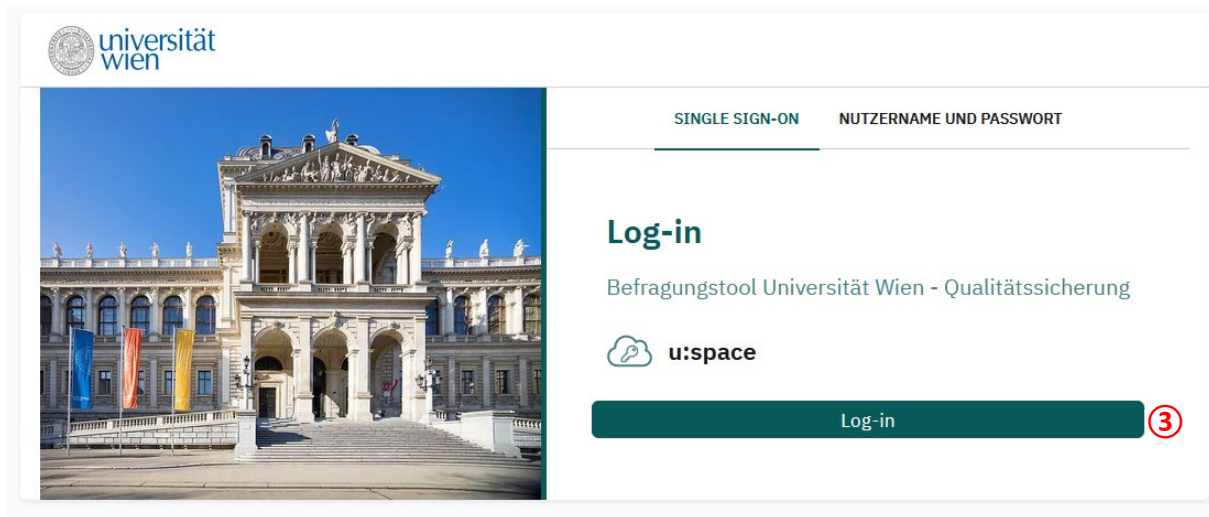 universität
wien
SINGLE SIGN-ON NUTZERNAME UND PASSWORT
Log-in
Befragungstool Universität Wien - Qualitätssicherung
u:space
Log-in ③